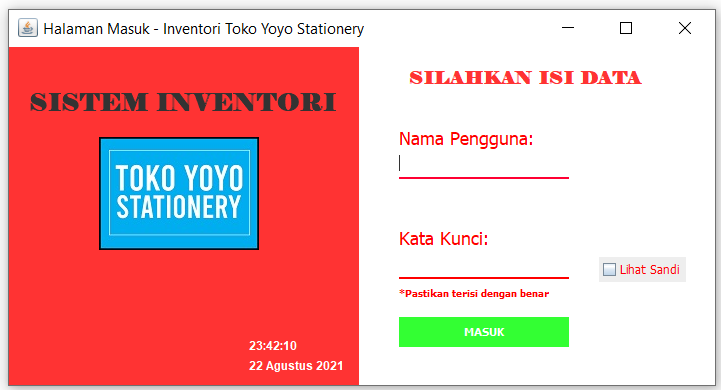 Halaman Masuk - Inventori Toko Yoyo Stationery
SISTEM INVENTORI
TOKO YOYO
STATIONERY
23:42:10
22 Agustus 2021
SILAHKAN ISI DATA
Nama Pengguna:
Kata Kunci:
Lihat Sandi
*Pastikan terisi dengan benar
MASUK